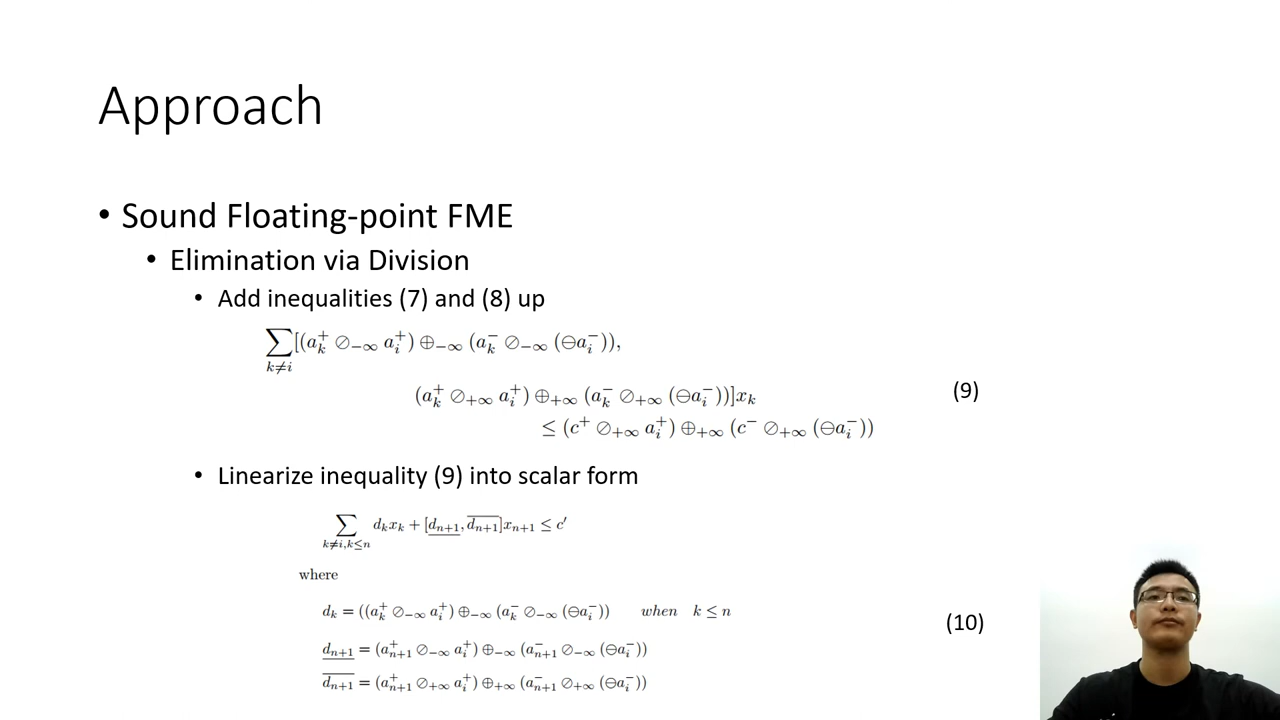 Approach
• Sound Floating-point FME
• Elimination via Division
• Add inequalities (7) and (8) up
∑_{k≠i}[(a_k^+ ⊘_{−∞} a_i^+) ⊕_{−∞} (a_k^− ⊘_{−∞} (⊖a_i^−)),
(a_k^+ ⊘_{+∞} a_i^+) ⊕_{+∞} (a_k^− ⊘_{+∞} (⊖a_i^−))]x_k
(9)
≤ (c^+ ⊘_{+∞} a_i^+) ⊕_{+∞} (c^− ⊘_{+∞} (⊖a_i^−))
• Linearize inequality (9) into scalar form
∑_{k≠i,k≤n} d_k x_k + [\underline{d_{n+1}}, \overline{d_{n+1}}]x_{n+1} ≤ c′
where
d_k = ((a_k^+ ⊘_{−∞} a_i^+) ⊕_{−∞} (a_k^− ⊘_{−∞} (⊖a_i^−)) when k ≤ n
(10)
\underline{d_{n+1}} = (a_{n+1}^+ ⊘_{−∞} a_i^+) ⊕_{−∞} (a_{n+1}^− ⊘_{−∞} (⊖a_i^−))
\overline{d_{n+1}} = (a_{n+1}^+ ⊘_{+∞} a_i^+) ⊕_{+∞} (a_{n+1}^− ⊘_{+∞} (⊖a_i^−))